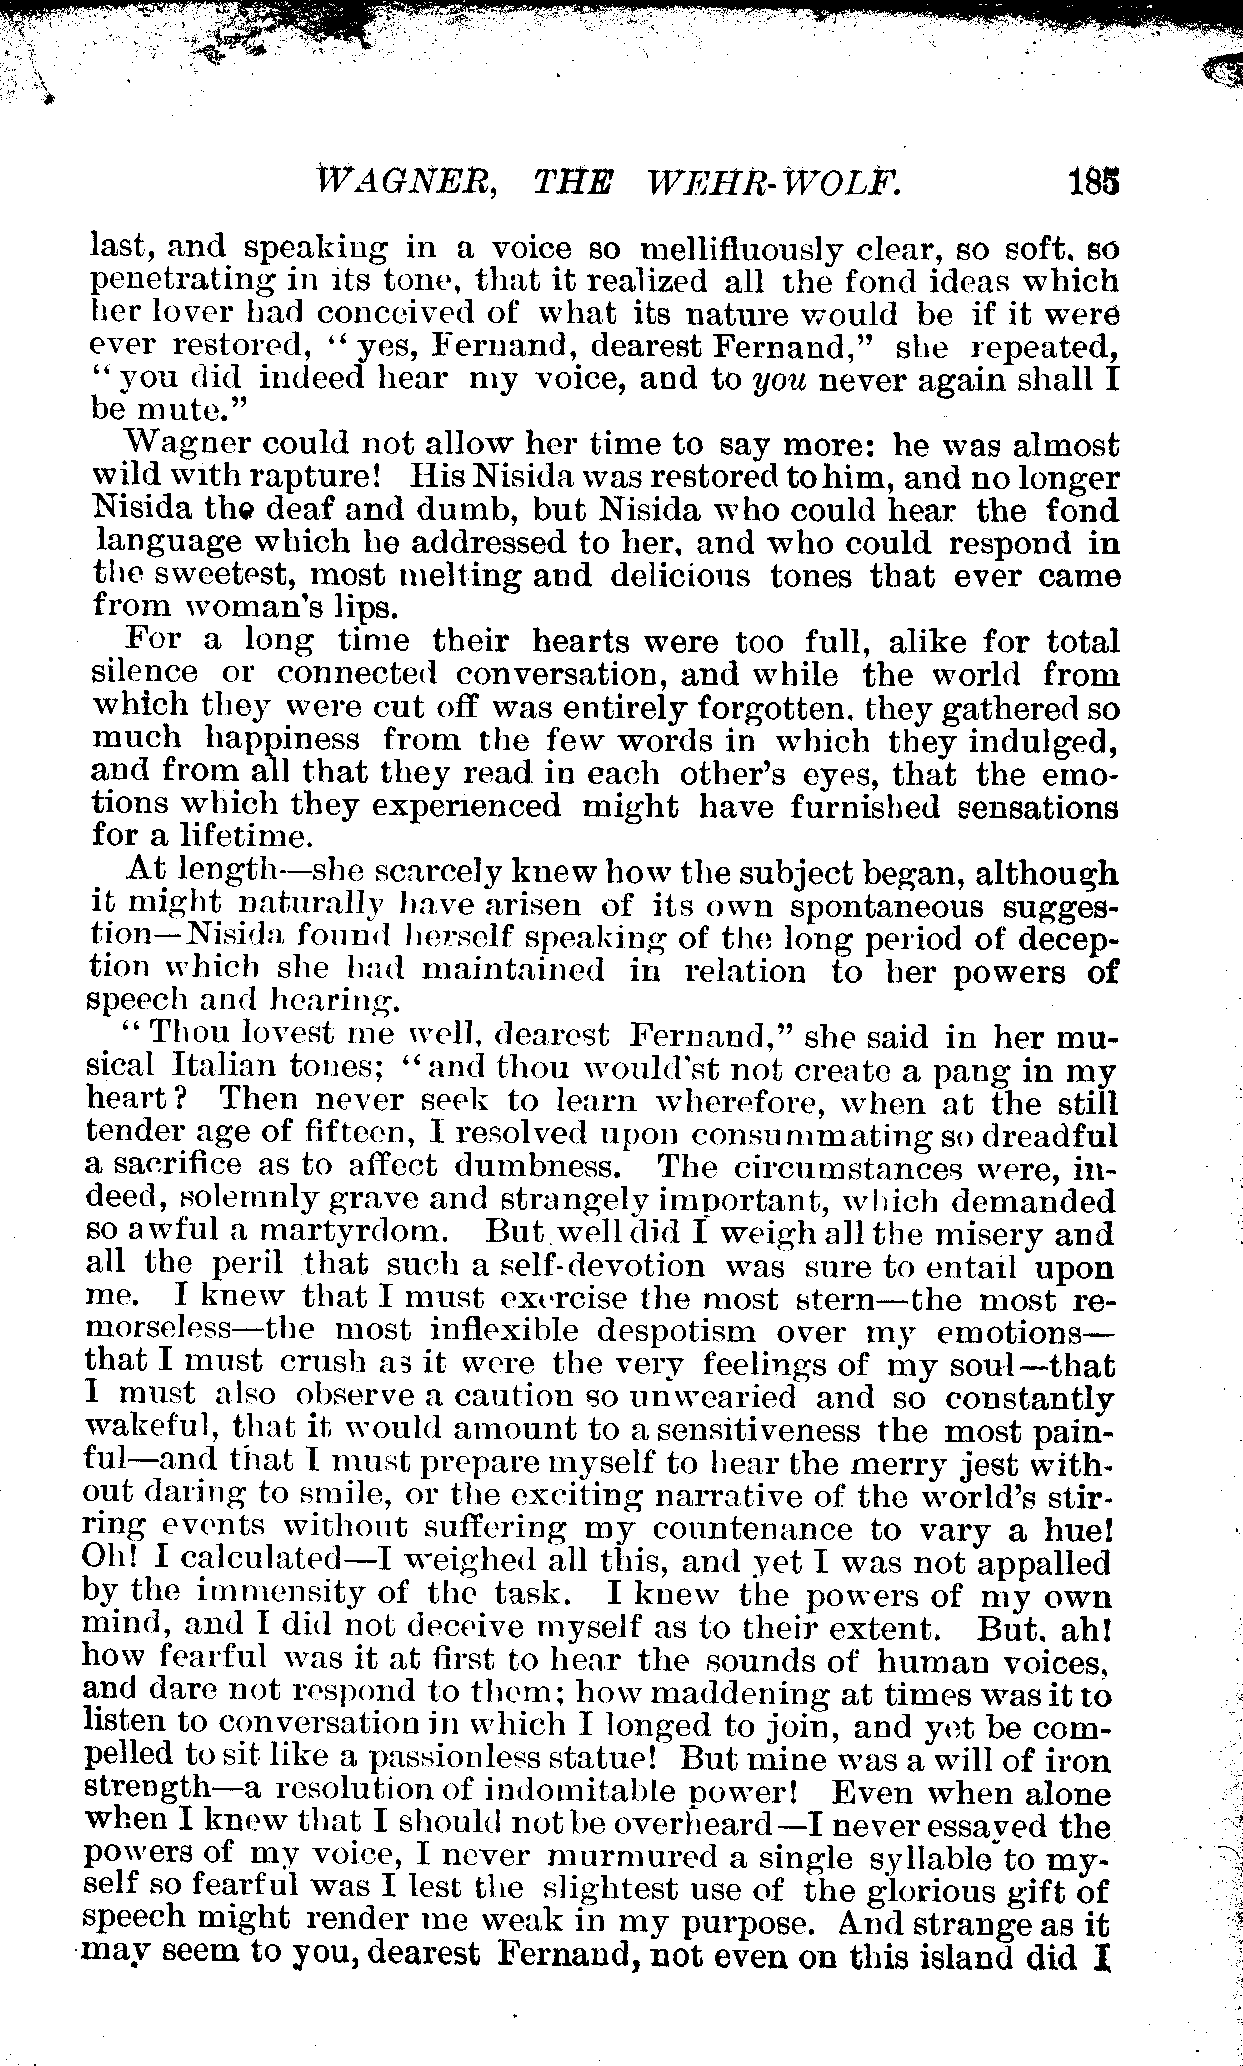 WAGNER, THE WEHR-WOLF. 185
last, and speaking in a voice so mellifluously clear, so soft, so
penetrating in its tone, that it realized all the fond ideas which
her lover had conceived of what its nature would be if it were
ever restored, "yes, Fernand, dearest Fernand," she repeated,
"you did indeed hear my voice, and to you never again shall I
be mute."
Wagner could not allow her time to say more: he was almost
wild with rapture! His Nisida was restored to him, and no longer
Nisida the deaf and dumb, but Nisida who could hear the fond
language which he addressed to her, and who could respond in
the sweetest, most melting and delicious tones that ever came
from woman's lips.
For a long time their hearts were too full, alike for total
silence or connected conversation, and while the world from
which they were cut off was entirely forgotten, they gathered so
much happiness from the few words in which they indulged,
and from all that they read in each other's eyes, that the emo-
tions which they experienced might have furnished sensations
for a lifetime.
At length—she scarcely knew how the subject began, although
it might naturally have arisen of its own spontaneous sugges-
tion—Nisida found herself speaking of the long period of decep-
tion which she had maintained in relation to her powers of
speech and hearing.
"Thou lovest me well, dearest Fernand," she said in her mu-
sical Italian tones; "and thou would'st not create a pang in my
heart? Then never seek to learn wherefore, when at the still
tender age of fifteen, I resolved upon consummating so dreadful
a sacrifice as to affect dumbness. The circumstances were, in-
deed, solemnly grave and strangely important, which demanded
so awful a martyrdom. But well did I weigh all the misery and
all the peril that such a self-devotion was sure to entail upon
me. I knew that I must exercise the most stern—the most re-
morseless—the most inflexible despotism over my emotions—
that I must crush as it were the very feelings of my soul—that
I must also observe a caution so unwearied and so constantly
wakeful, that it would amount to a sensitiveness the most pain-
ful—and that I must prepare myself to hear the merry jest with-
out daring to smile, or the exciting narrative of the world's stir-
ring events without suffering my countenance to vary a hue!
Oh! I calculated—I weighed all this, and yet I was not appalled
by the immensity of the task. I knew the powers of my own
mind, and I did not deceive myself as to their extent. But, ah!
how fearful was it at first to hear the sounds of human voices,
and dare not respond to them; how maddening at times was it to
listen to conversation in which I longed to join, and yet be com-
pelled to sit like a passionless statue! But mine was a will of iron
strength—a resolution of indomitable power! Even when alone
when I knew that I should not be overheard—I never essayed the
powers of my voice, I never murmured a single syllable to my-
self so fearful was I lest the slightest use of the glorious gift of
speech might render me weak in my purpose. And strange as it
may seem to you, dearest Fernand, not even on this island did I